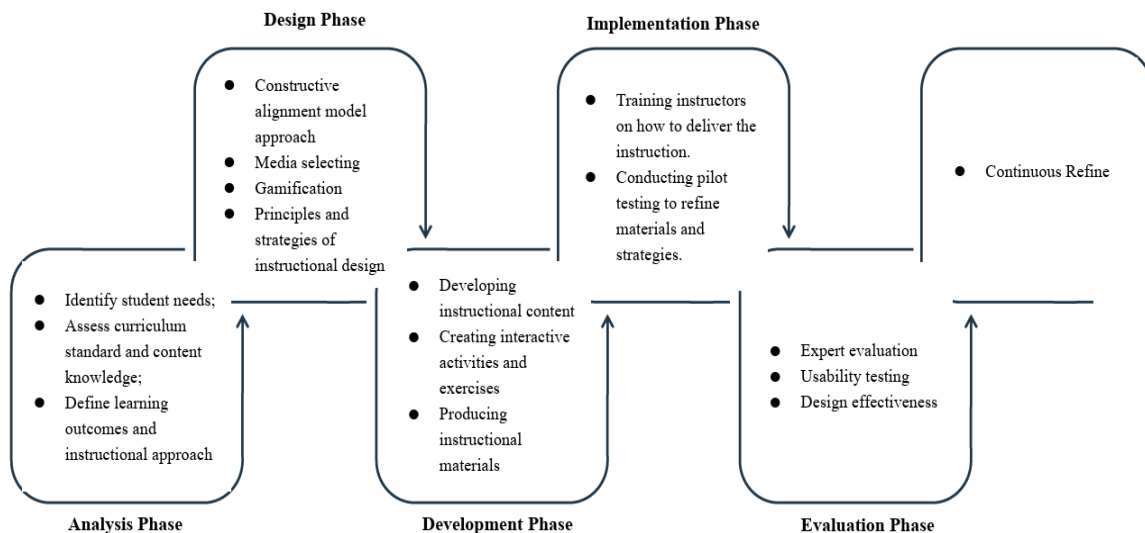 Design Phase
● Constructive
alignment model
approach
● Media selecting
● Gamification
● Principles and
strategies of
instructional design
Implementation Phase
● Training instructors
on how to deliver the
instruction.
● Conducting pilot
testing to refine
materials and
strategies.
● Continuous Refine
● Identify student needs;
● Assess curriculum
standard and content
knowledge;
● Define learning
outcomes and
instructional approach
Analysis Phase
● Developing
instructional content
● Creating interactive
activities and
exercises
● Producing
instructional
materials
Development Phase
● Expert evaluation
● Usability testing
● Design effectiveness
Evaluation Phase